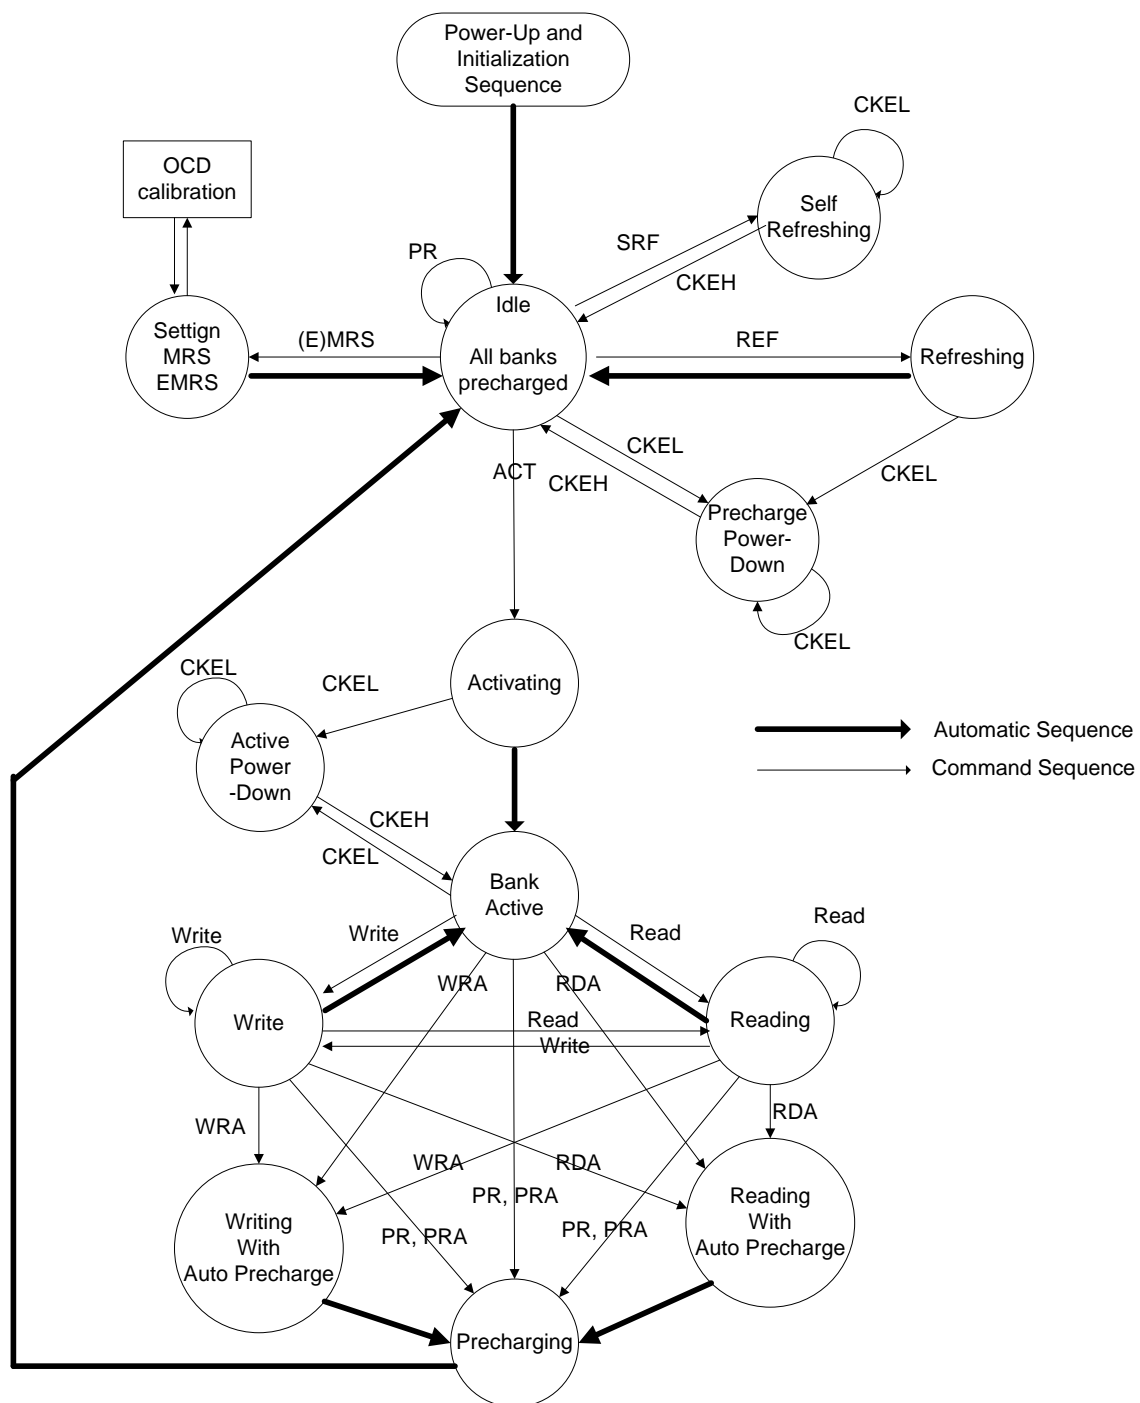 Power-Up and
Initialization
Sequence
CKEL
OCD
calibration
Self
Refreshing
SRF
PR
CKEH
Idle
Settign
MRS
EMRS
(E)MRS
All banks
precharged
REF
Refreshing
CKEL
ACT
CKEH
CKEL
Precharge
Power-
Down
CKEL
CKEL
CKEL
Activating
Active
Power
-Down
Automatic Sequence
Command Sequence
CKEH
CKEL
Bank
Active
Write
Write
Read
Read
WRA
RDA
Write
Read
Write
Reading
WRA
RDA
WRA
RDA
PR, PRA
Writing
With
Auto Precharge
Reading
With
Auto Precharge
PR, PRA
PR, PRA
Precharging